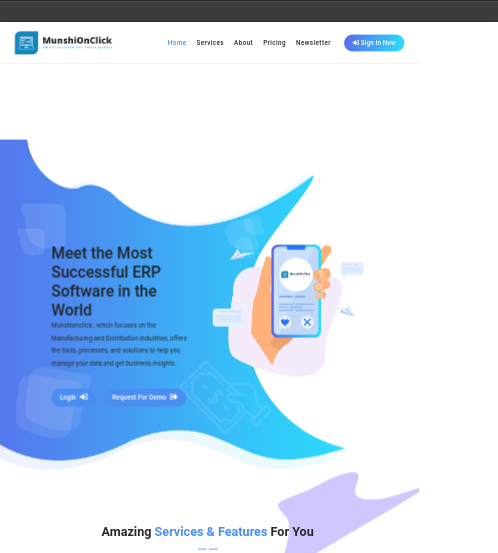 MunshiOnClick
Home Services About Pricing Newsletter Sign In Now
Meet the Most
Successful ERP
Software in the
World
Munshionclick , which focuses on the
Manufacturing and Distribution industries, offers
the tools, processes, and solutions to help you
manage your data and get business insights.
Login
Request For Demo
MunshiOnClick
Amazing Services & Features For You